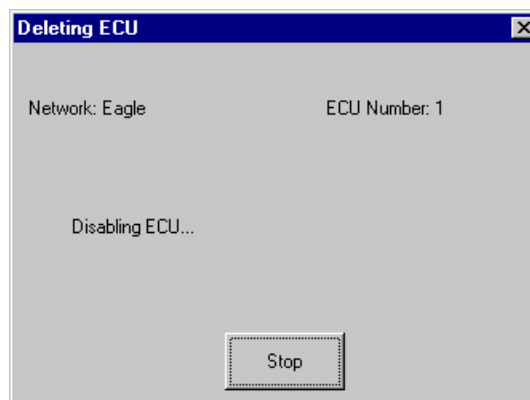 Deleting ECU
Network: Eagle ECU Number: 1
Disabling ECU...
Stop